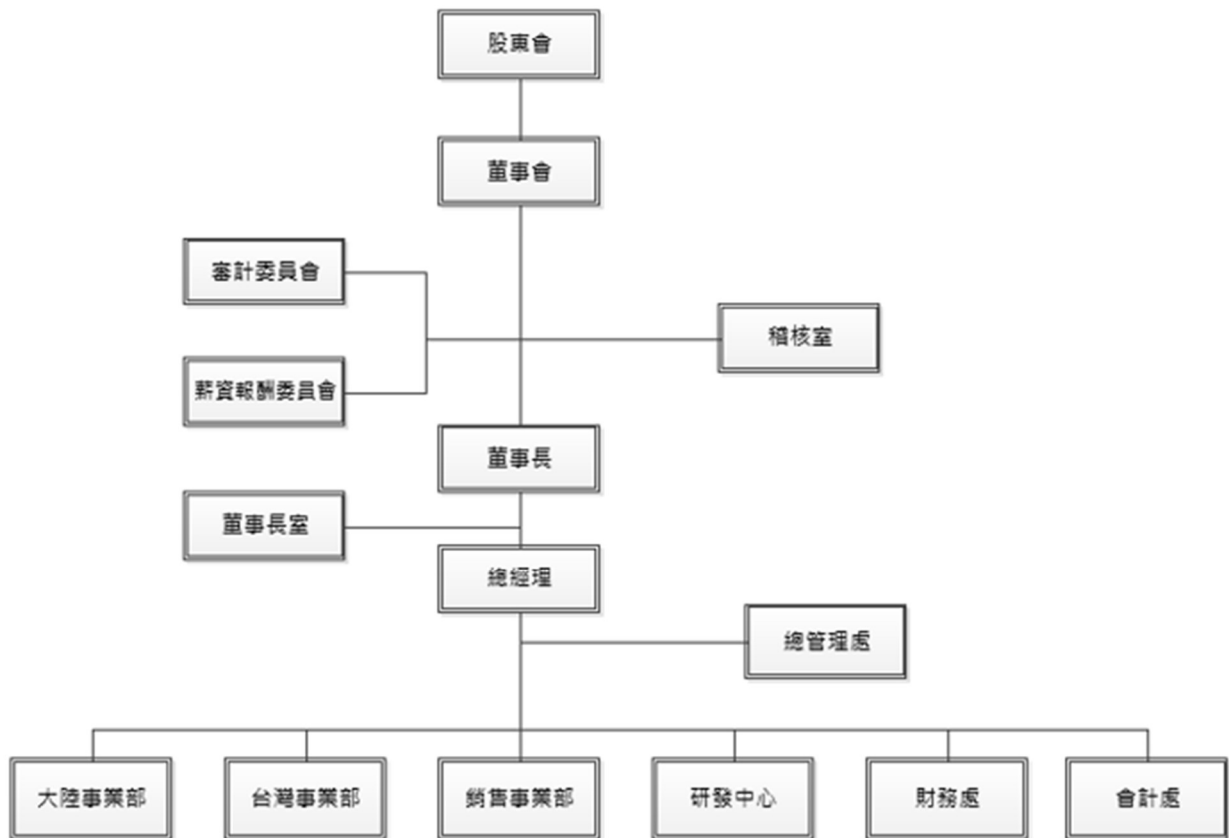 股東會
董事會
審計委員會
稽核室
薪資報酬委員會
董事長
董事長室
總經理
總管理處
大陸事業部
台灣事業部
銷售事業部
研發中心
財務處
會計處